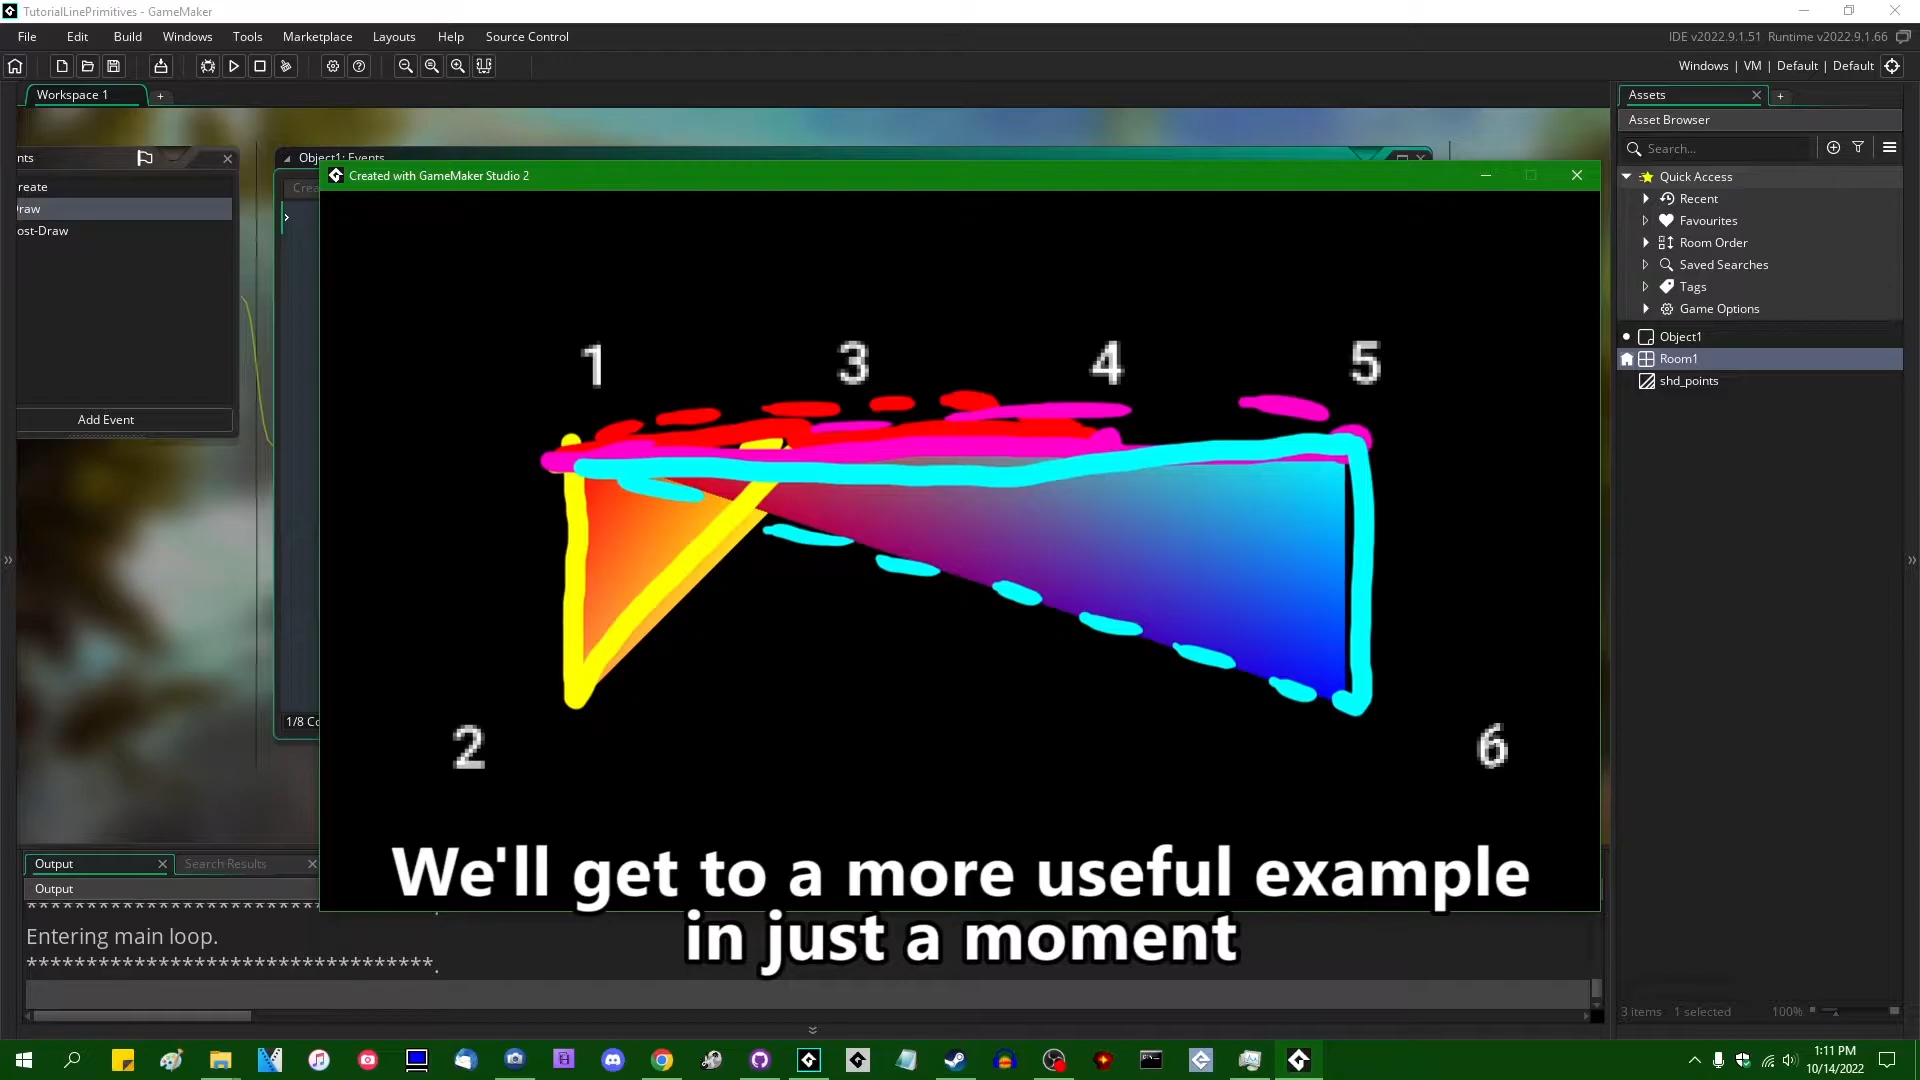 TutorialLinePrimitives - GameMaker
File Edit Build Windows Tools Marketplace Layouts Help Source Control
IDE v2022.9.1.51 Runtime v2022.9.1.66
Windows | VM | Default | Default
Workspace 1 +
Assets
Asset Browser
Search...
Quick Access
Recent
Favourites
Room Order
Saved Searches
Tags
Game Options
Object1
Room1
shd_points
nts
reate
raw
ost-Draw
Add Event
Object1: Events
Crea
Created with GameMaker Studio 2
1 3 4 5
2 6
1/8 Co
We'll get to a more useful example
in just a moment
Output Search Results
Output
Entering main loop.
**********************************.
3 items 1 selected 100%
1:11 PM
10/14/2022